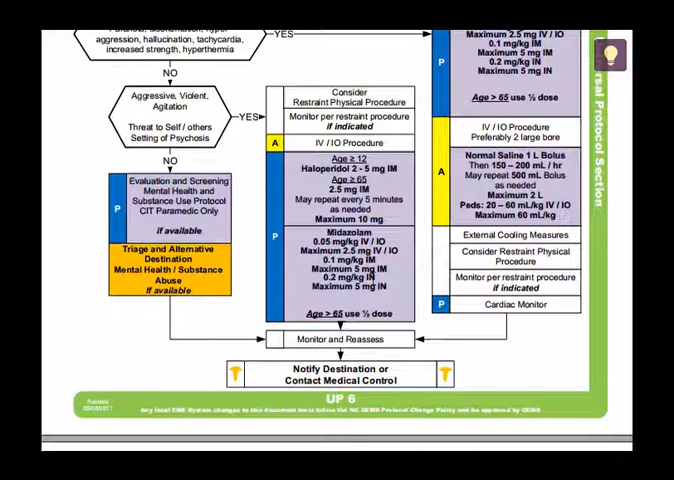 Paranoia, disorientation, hyper-
aggression, hallucination, tachycardia,
increased strength, hyperthermia
YES
NO
Aggressive, Violent,
Agitation
Threat to Self / others
Setting of Psychosis
YES
NO
P
Evaluation and Screening
Mental Health and
Substance Use Protocol
CIT Paramedic Only
if available
Triage and Alternative
Destination
Mental Health / Substance
Abuse
If available
Consider
Restraint Physical Procedure
Monitor per restraint procedure
if indicated
A
IV / IO Procedure
P
Age ≥ 12
Haloperidol 2 - 5 mg IM
Age ≥ 65
2.5 mg IM
May repeat every 5 minutes
as needed
Maximum 10 mg
Midazolam
0.05 mg/kg IV / IO
Maximum 2.5 mg IV / IO
0.1 mg/kg IM
Maximum 5 mg IM
0.2 mg/kg IN
Maximum 5 mg IN
Age > 65 use ½ dose
P
Maximum 2.5 mg IV / IO
0.1 mg/kg IM
Maximum 5 mg IM
0.2 mg/kg IN
Maximum 5 mg IN
Age > 65 use ½ dose
A
IV / IO Procedure
Preferably 2 large bore
Normal Saline 1 L Bolus
Then 150 – 200 mL / hr
May repeat 500 mL Bolus
as needed
Maximum 2 L
Peds: 20 – 60 mL/kg IV / IO
Maximum 60 mL/kg
External Cooling Measures
Consider Restraint Physical
Procedure
Monitor per restraint procedure
if indicated
P
Cardiac Monitor
Monitor and Reassess
Notify Destination or
Contact Medical Control
Protocol Section
Revised
UP 6
Any local EMS System changes to this document must follow the NC OEMS Protocol Change Policy and be approved by OEMS